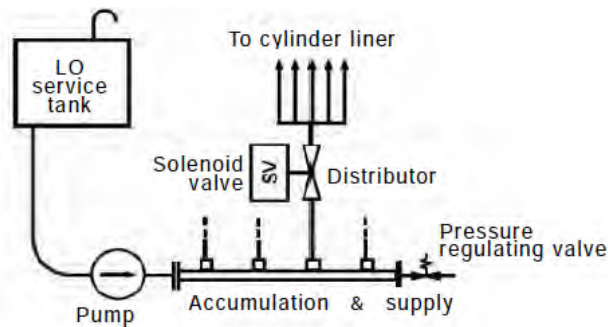 LO
service
tank
To cylinder liner
Solenoid
valve
SV
Distributor
Pressure
regulating valve
Pump
Accumulation & supply